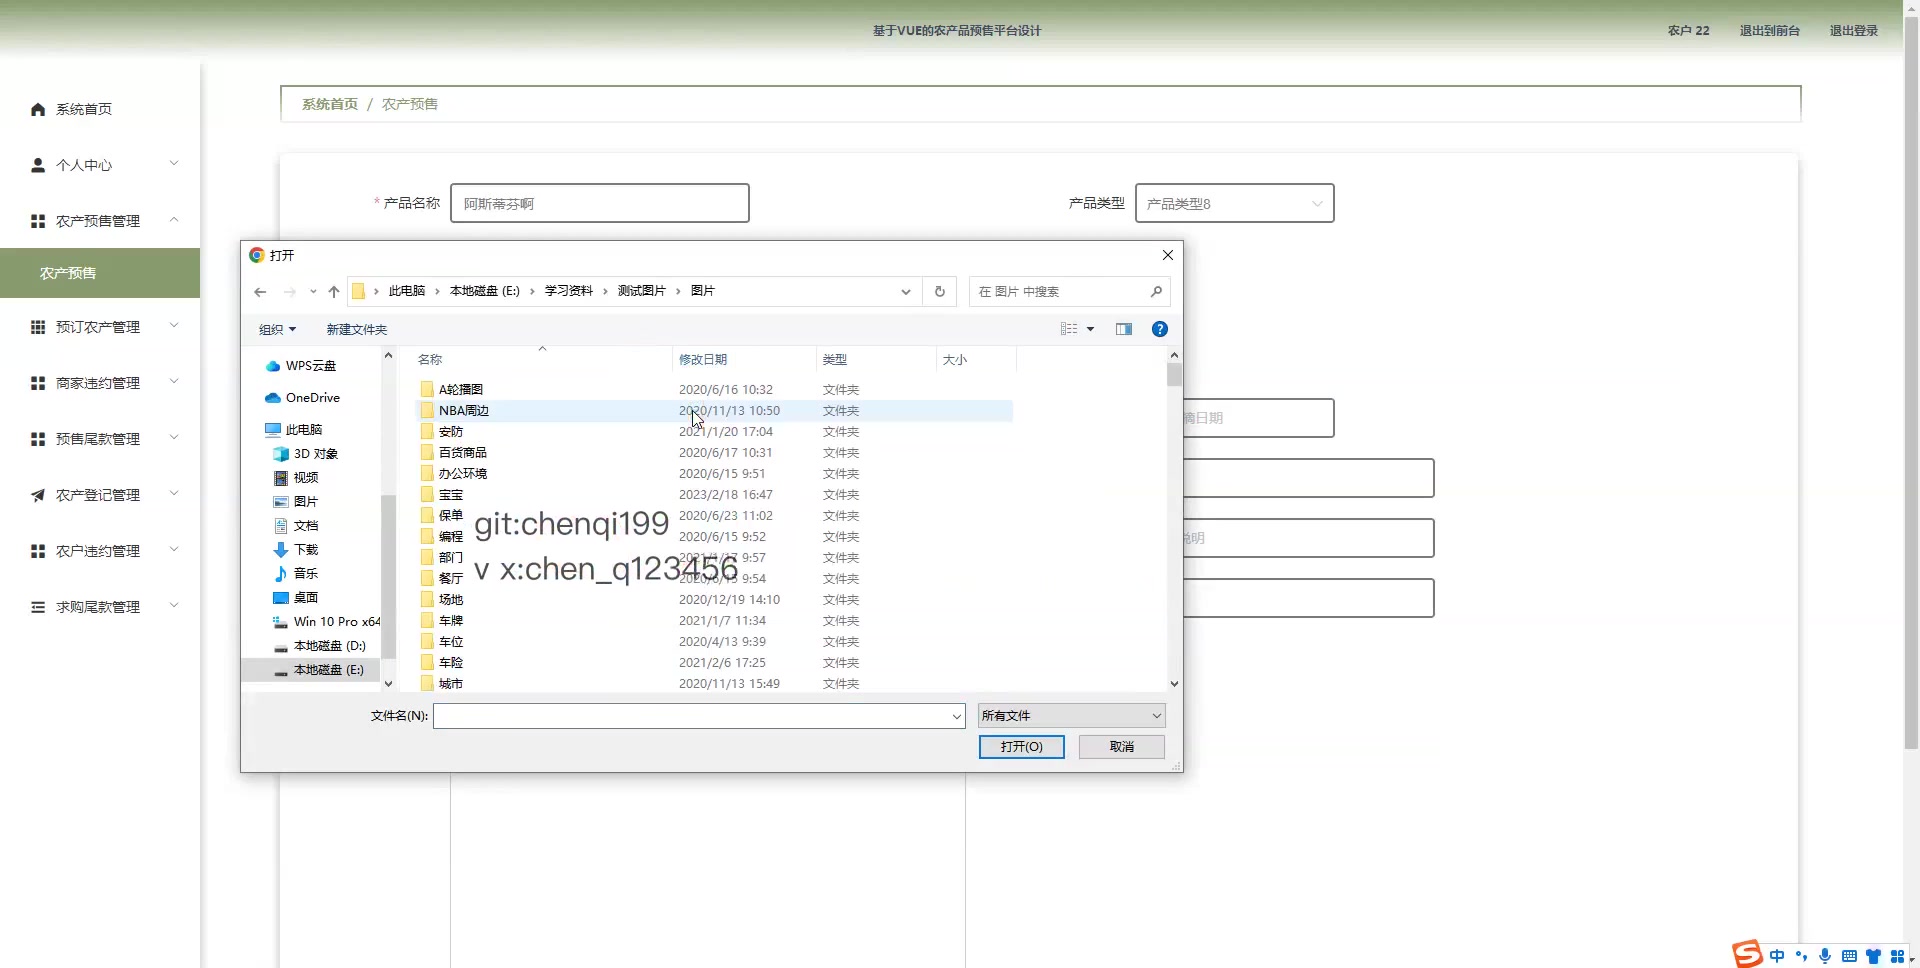 基于VUE的农产品预售平台设计
农户 22
退出到前台
退出登录
系统首页
个人中心
农产预售管理
农产预售
预订农产管理
商家违约管理
预售尾款管理
农产登记管理
农户违约管理
求购尾款管理
系统首页 / 农产预售
* 产品名称 阿斯蒂芬啊
产品类型 产品类型8
摘日期
说明
打开
此电脑 › 本地磁盘 (E:) › 学习资料 › 测试图片 › 图片
在 图片 中搜索
组织
新建文件夹
WPS云盘
OneDrive
此电脑
3D 对象
视频
图片
文档
下载
音乐
桌面
Win 10 Pro x64
本地磁盘 (D:)
本地磁盘 (E:)
名称 修改日期 类型 大小
A轮播图 2020/6/16 10:32 文件夹
NBA周边 2020/11/13 10:50 文件夹
安防 2021/1/20 17:04 文件夹
百货商品 2020/6/17 10:31 文件夹
办公环境 2020/6/15 9:51 文件夹
宝宝 2023/2/18 16:47 文件夹
保单 2020/6/23 11:02 文件夹
编程 2020/6/15 9:52 文件夹
部门 2021/1/17 9:57 文件夹
餐厅 2020/6/15 9:54 文件夹
场地 2020/12/19 14:10 文件夹
车牌 2021/1/7 11:34 文件夹
车位 2020/4/13 9:39 文件夹
车险 2021/2/6 17:25 文件夹
城市 2020/11/13 15:49 文件夹
git:chenqi199
v x:chen_q123456
文件名(N):
所有文件
打开(O)
取消
中